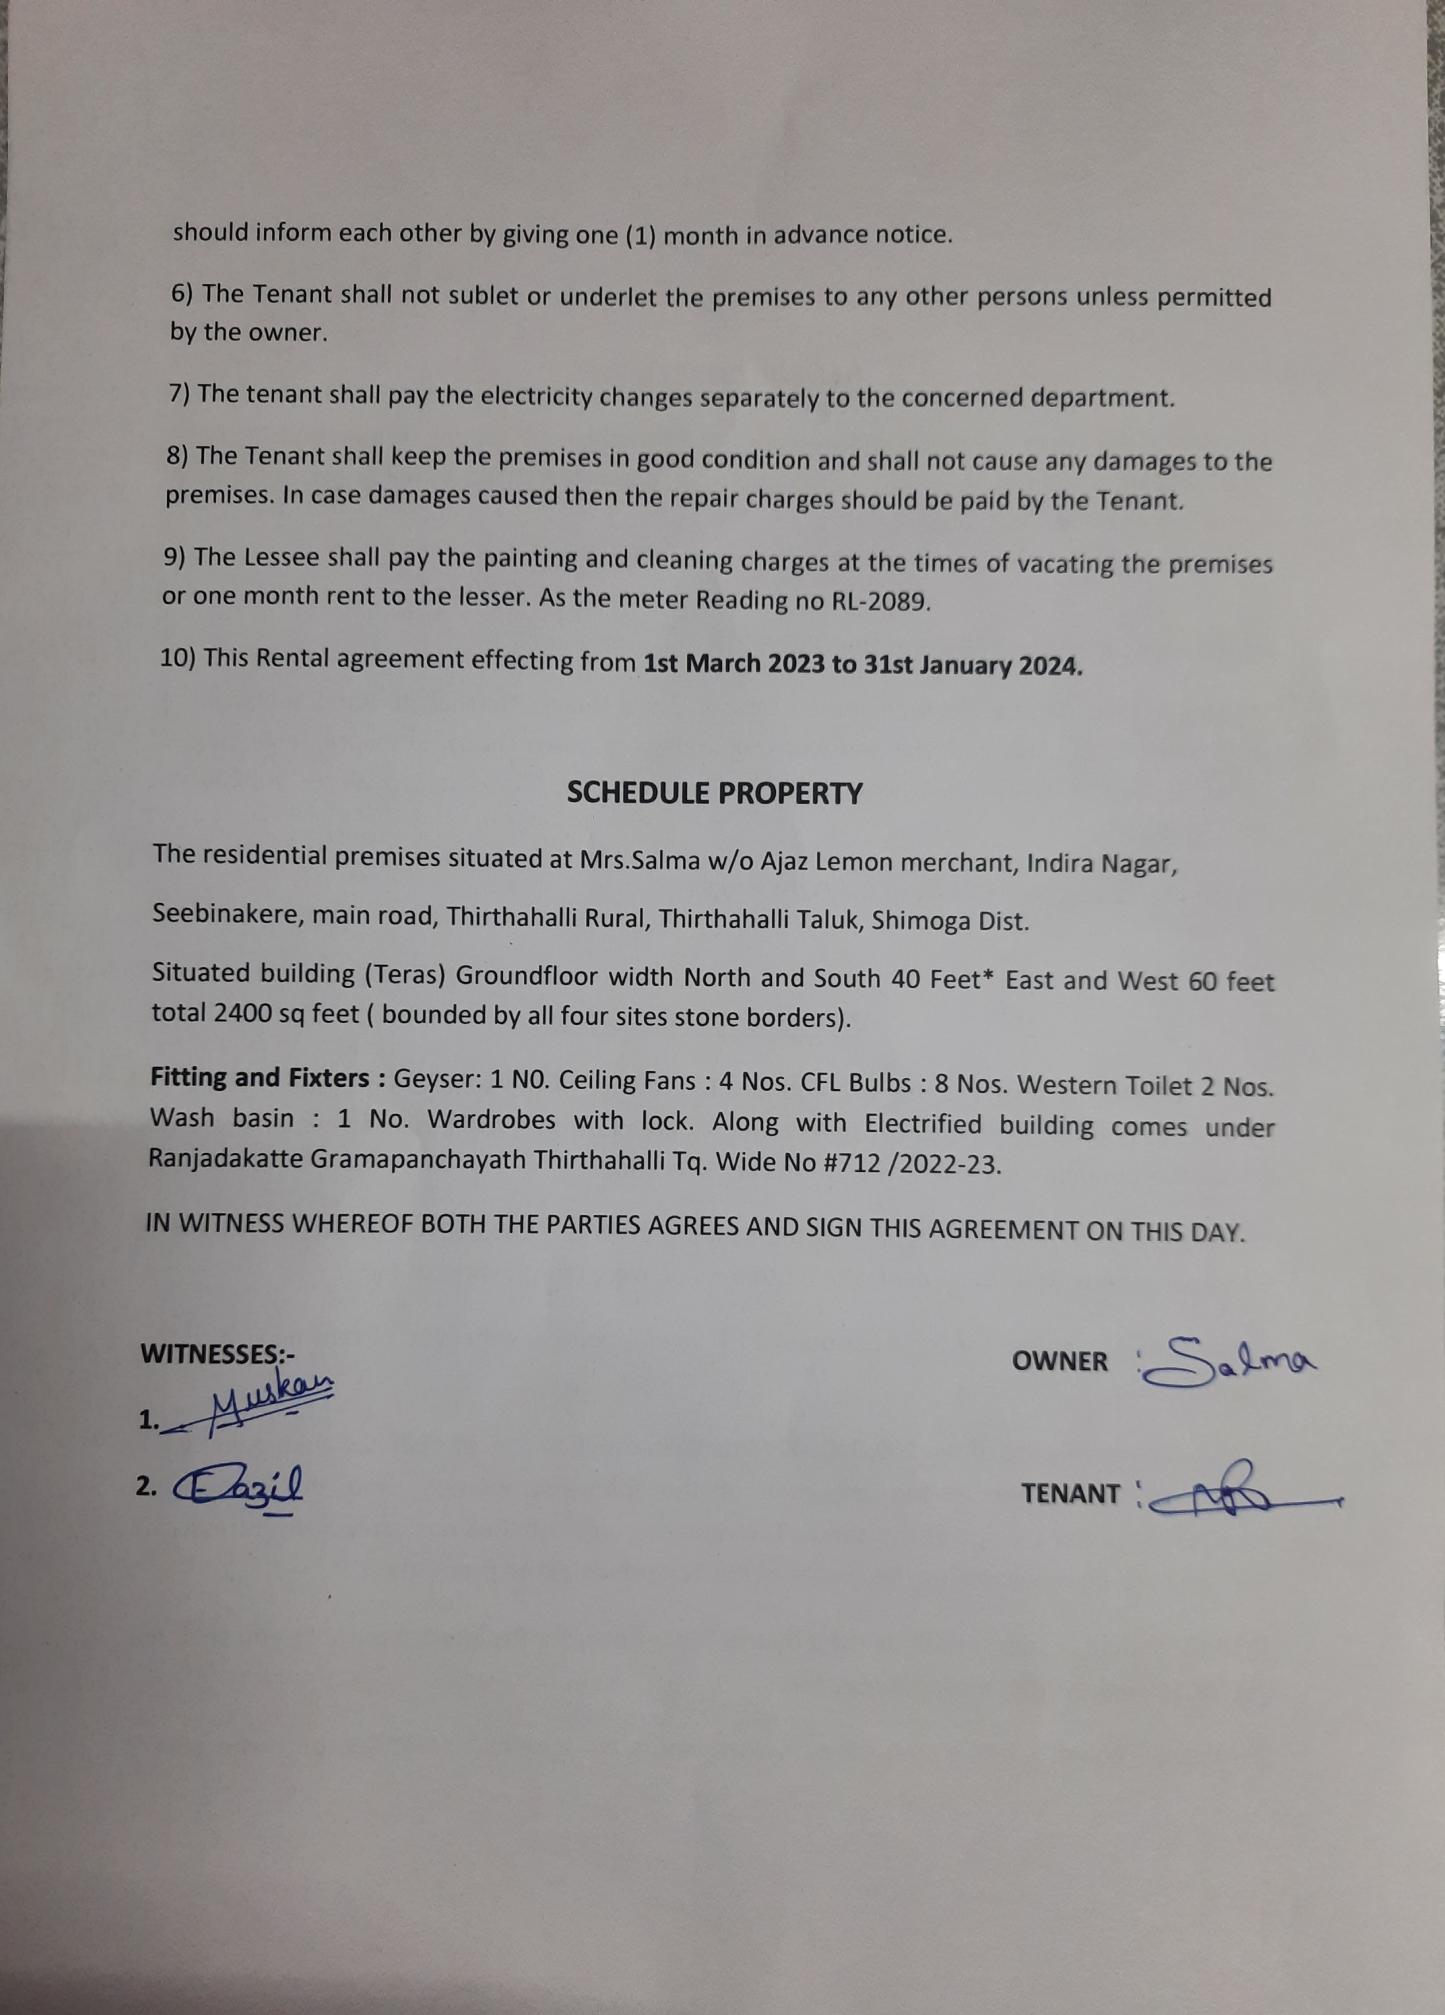 should inform each other by giving one (1) month in advance notice.
6) The Tenant shall not sublet or underlet the premises to any other persons unless permitted
by the owner.
7) The tenant shall pay the electricity changes separately to the concerned department.
8) The Tenant shall keep the premises in good condition and shall not cause any damages to the
premises. In case damages caused then the repair charges should be paid by the Tenant.
9) The Lessee shall pay the painting and cleaning charges at the times of vacating the premises
or one month rent to the lesser. As the meter Reading no RL-2089.
10) This Rental agreement effecting from 1st March 2023 to 31st January 2024.
SCHEDULE PROPERTY
The residential premises situated at Mrs.Salma w/o Ajaz Lemon merchant, Indira Nagar,
Seebinakere, main road, Thirthahalli Rural, Thirthahalli Taluk, Shimoga Dist.
Situated building (Teras) Groundfloor width North and South 40 Feet* East and West 60 feet
total 2400 sq feet ( bounded by all four sites stone borders).
Fitting and Fixters : Geyser: 1 N0. Ceiling Fans : 4 Nos. CFL Bulbs : 8 Nos. Western Toilet 2 Nos.
Wash basin : 1 No. Wardrobes with lock. Along with Electrified building comes under
Ranjadakatte Gramapanchayath Thirthahalli Tq. Wide No #712 /2022-23.
IN WITNESS WHEREOF BOTH THE PARTIES AGREES AND SIGN THIS AGREEMENT ON THIS DAY.
WITNESSES:-
OWNER : Salma
1. Muskan
2.
TENANT :